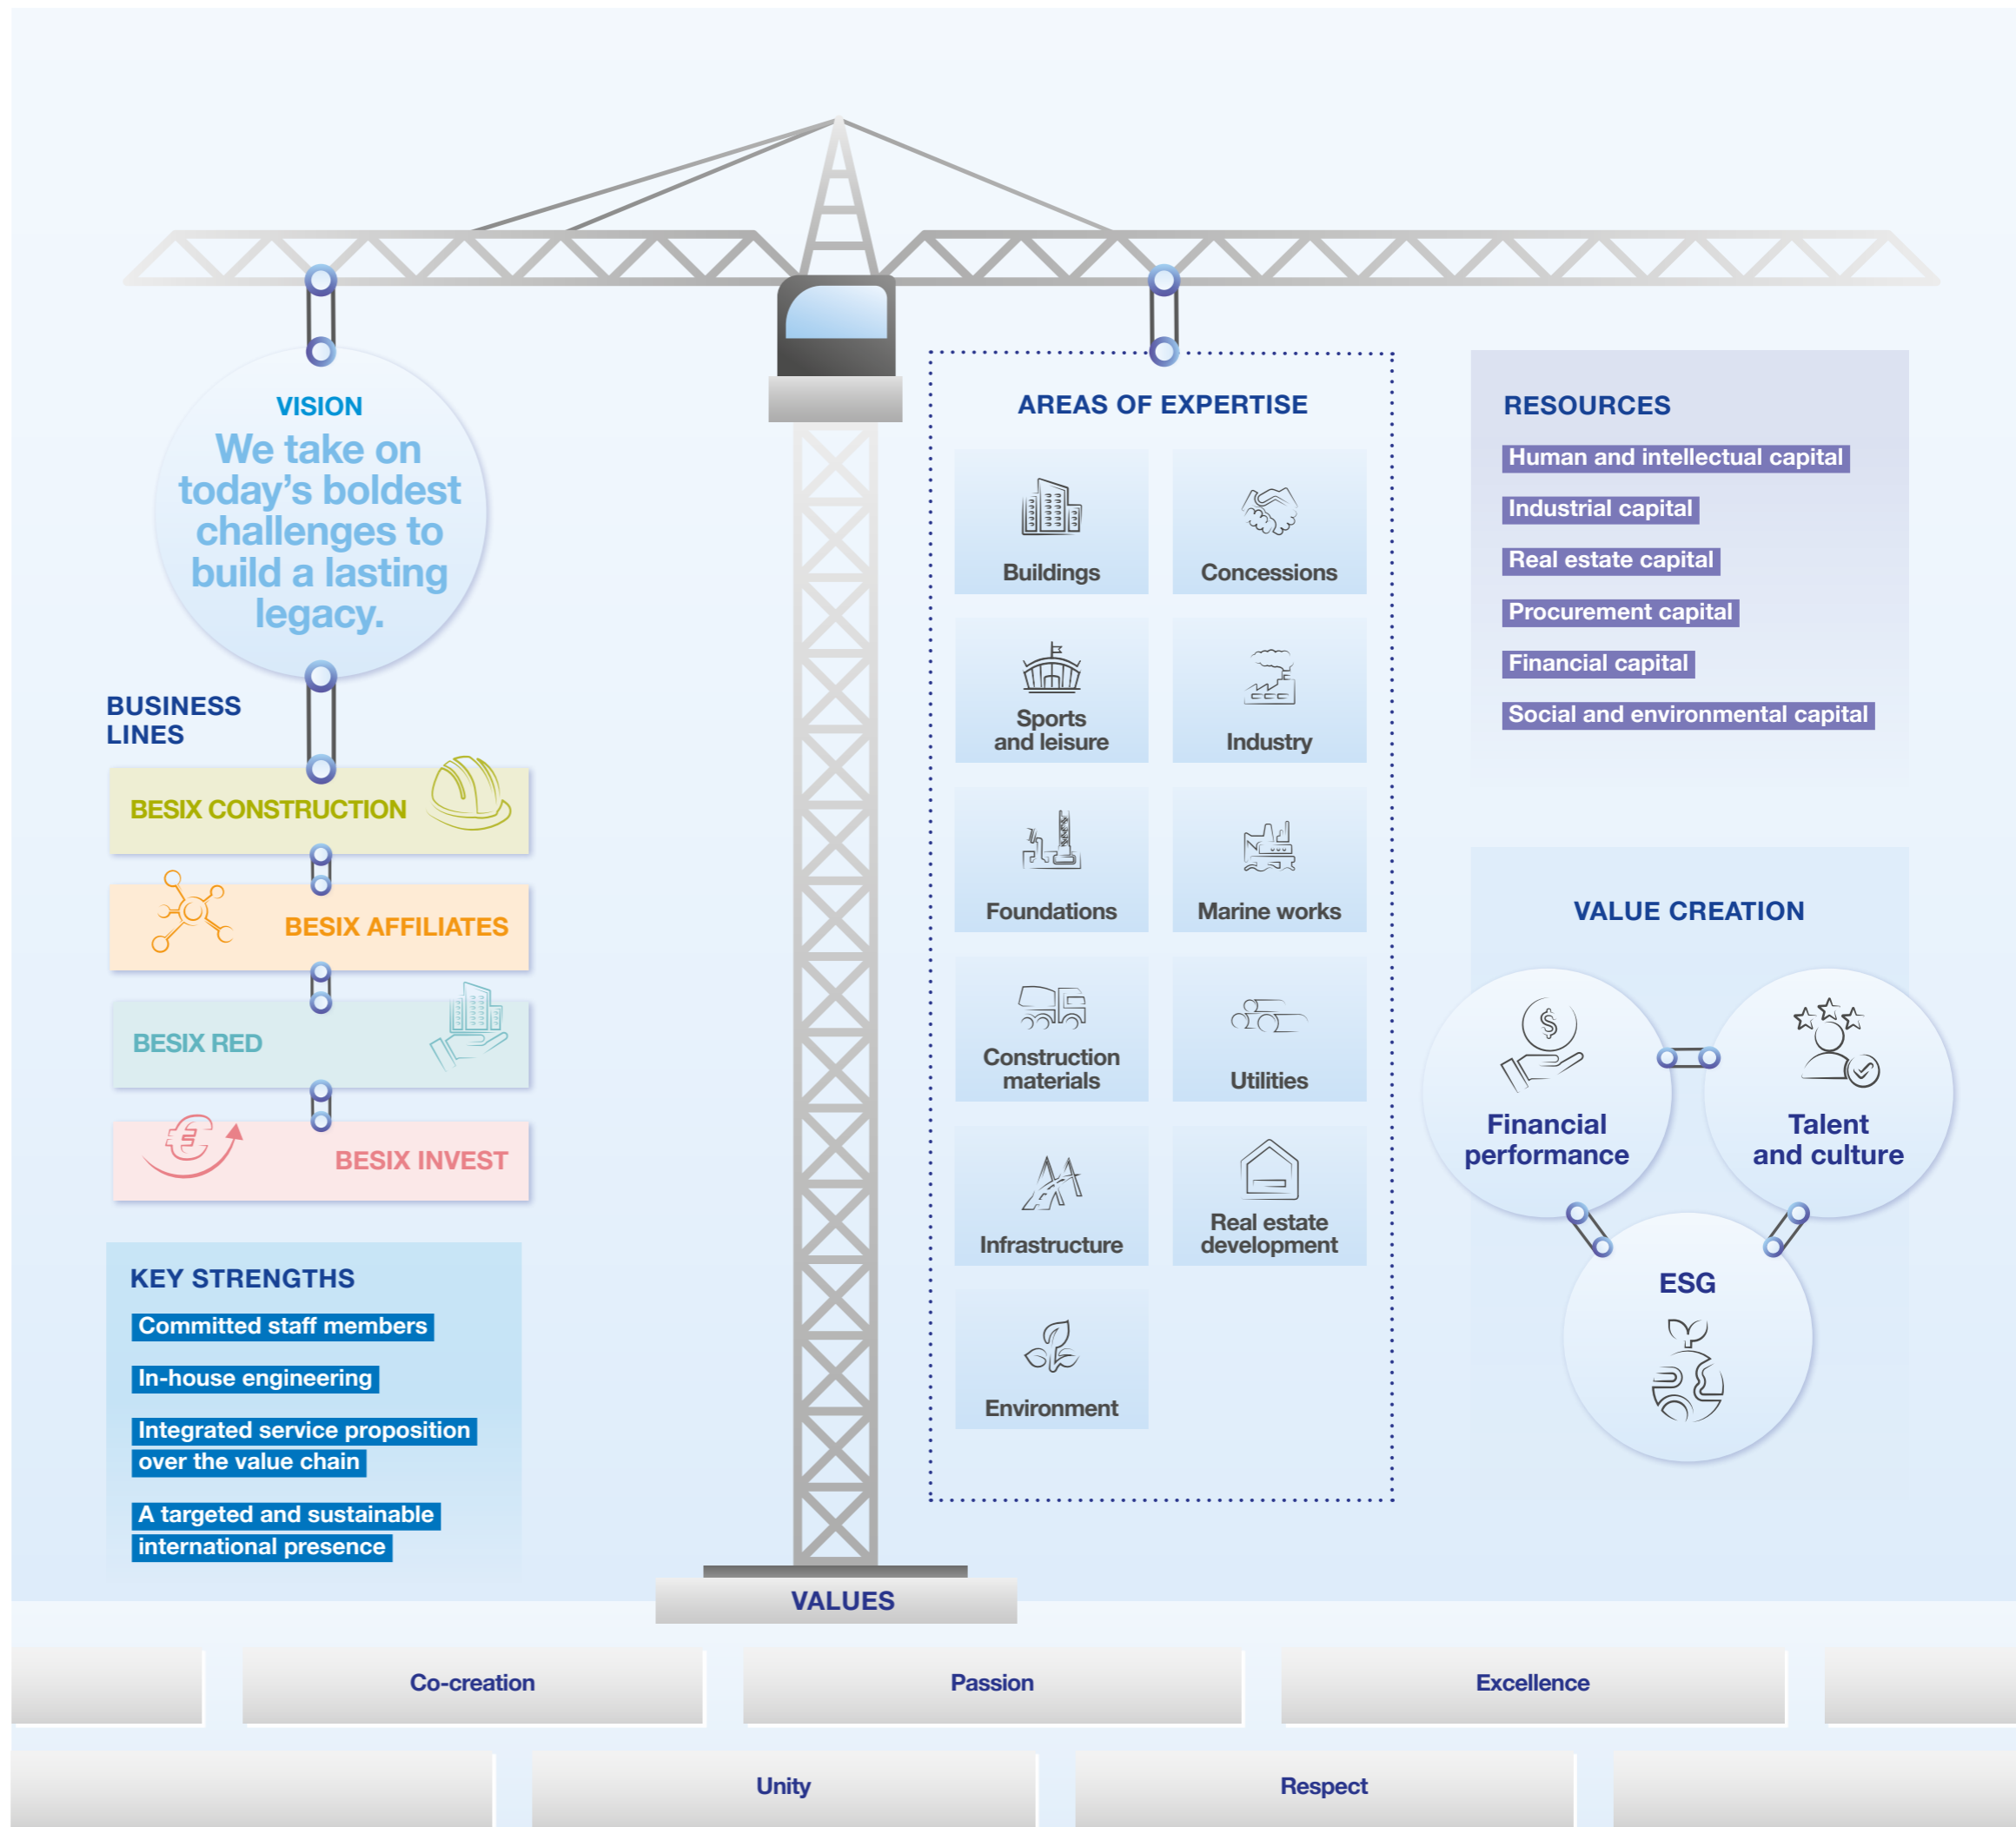 VISION
We take on
today's boldest
challenges to
build a lasting
legacy.
BUSINESS
LINES
BESIX CONSTRUCTION
BESIX AFFILIATES
BESIX RED
€
BESIX INVEST
KEY STRENGTHS
Committed staff members
In-house engineering
Integrated service proposition
over the value chain
A targeted and sustainable
international presence
AREAS OF EXPERTISE
Buildings
Concessions
Sports
and leisure
Industry
Foundations
Marine works
Construction
materials
Utilities
Infrastructure
Real estate
development
Environment
RESOURCES
Human and intellectual capital
Industrial capital
Real estate capital
Procurement capital
Financial capital
Social and environmental capital
VALUE CREATION
$
Financial
performance
Talent
and culture
ESG
VALUES
Co-creation
Passion
Excellence
Unity
Respect